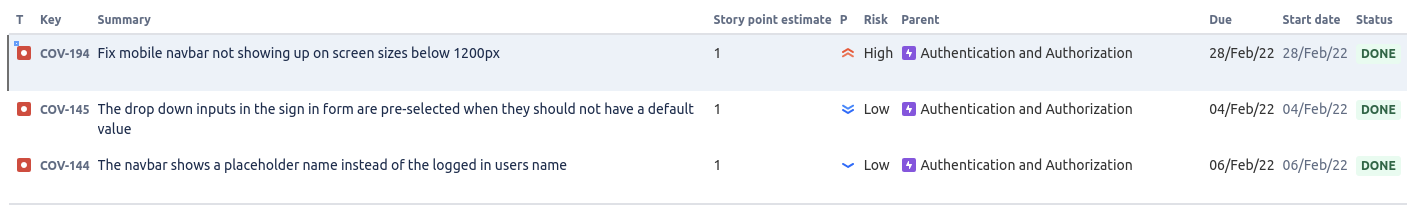 T Key Summary Story point estimate P Risk Parent Due Start date Status
COV-194 Fix mobile navbar not showing up on screen sizes below 1200px 1 High Authentication and Authorization 28/Feb/22 28/Feb/22 DONE
COV-145 The drop down inputs in the sign in form are pre-selected when they should not have a default 1 Low Authentication and Authorization 04/Feb/22 04/Feb/22 DONE
value
COV-144 The navbar shows a placeholder name instead of the logged in users name 1 Low Authentication and Authorization 06/Feb/22 06/Feb/22 DONE